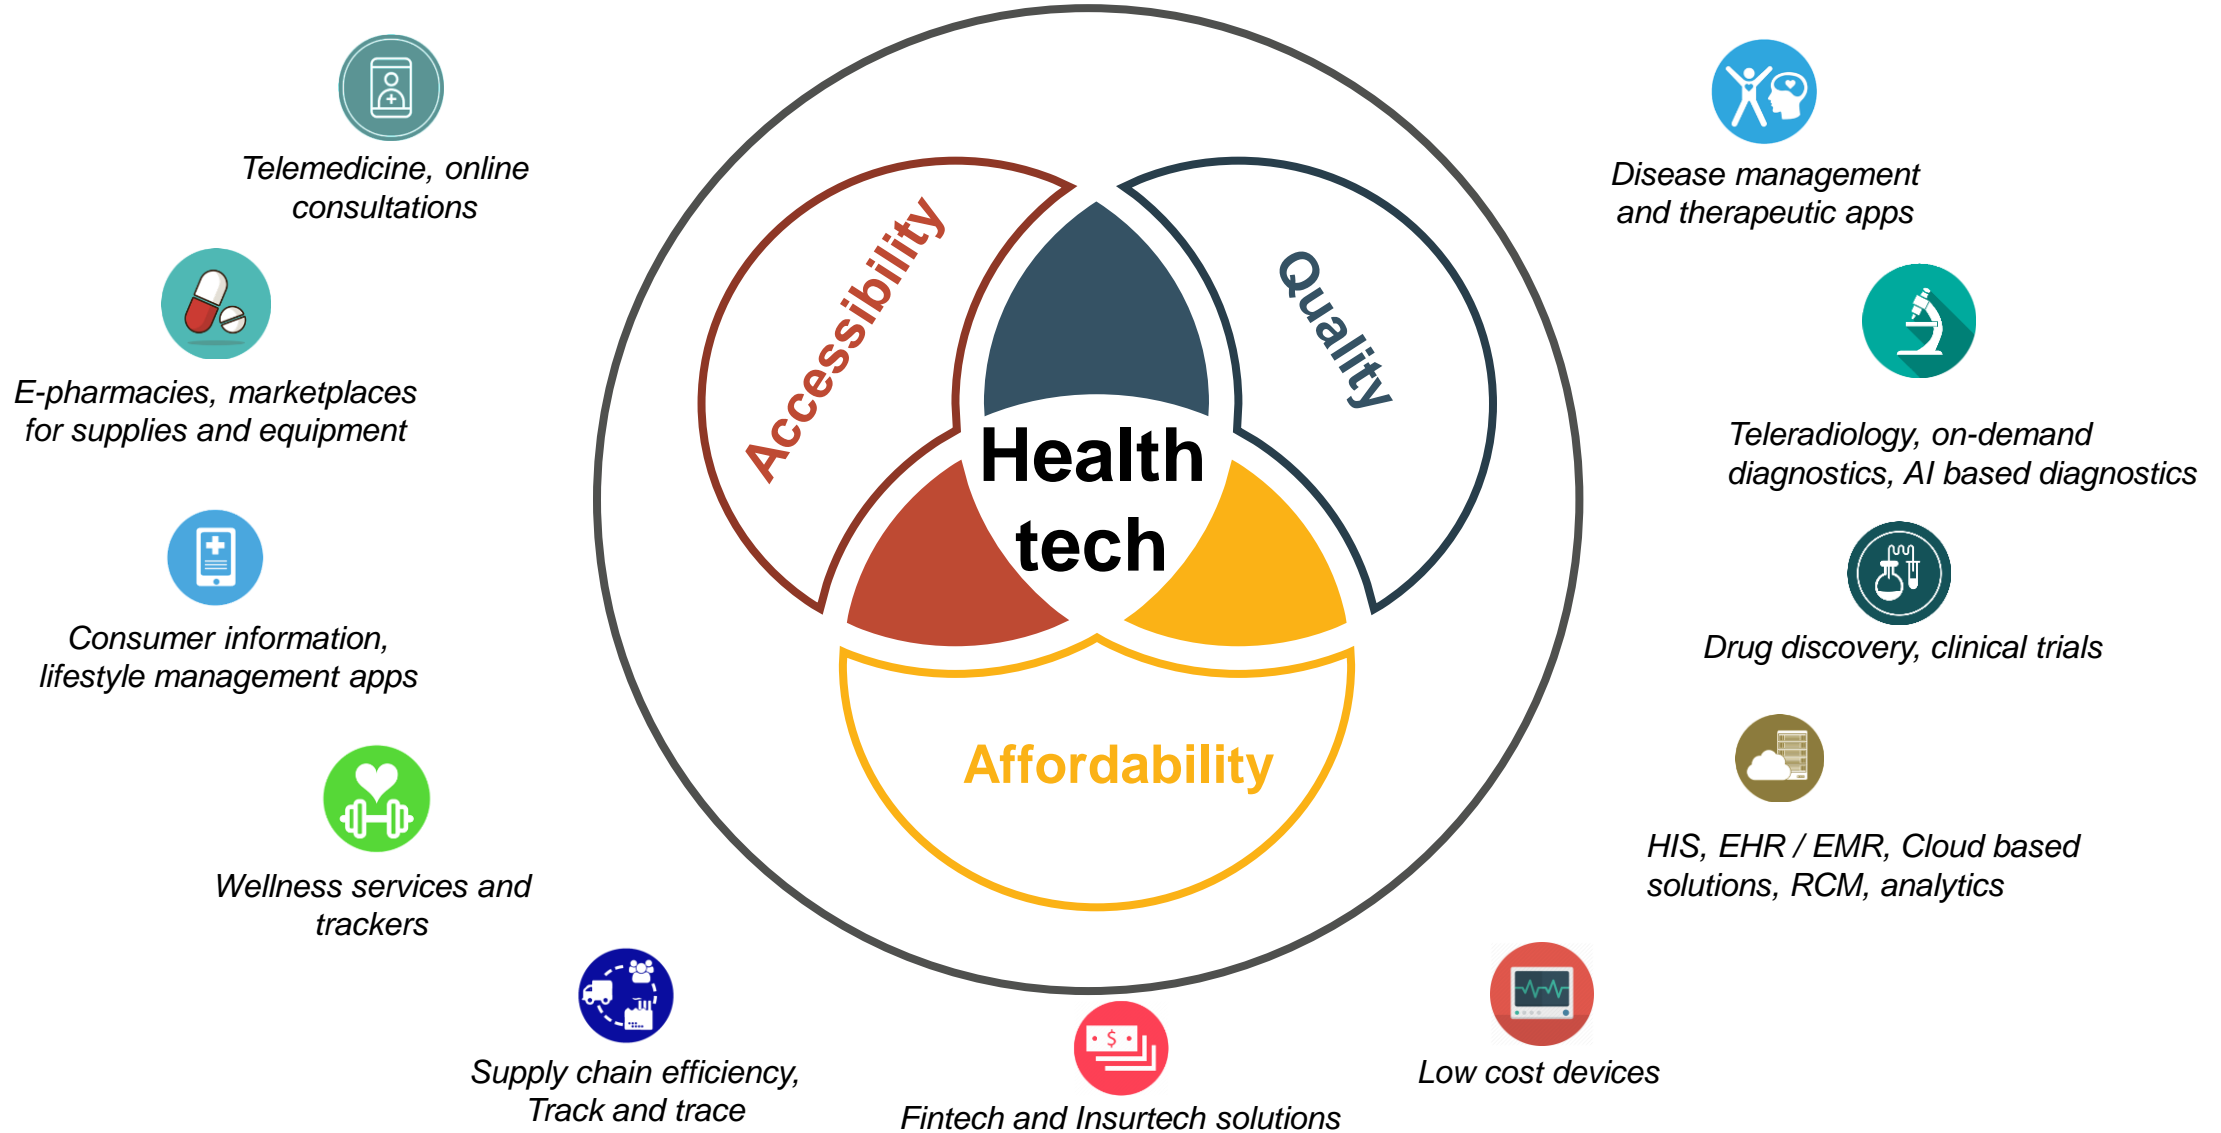 Telemedicine, online
consultations
E-pharmacies, marketplaces
for supplies and equipment
Consumer information,
lifestyle management apps
Wellness services and
trackers
Supply chain efficiency,
Track and trace
Fintech and Insurtech solutions
Low cost devices
HIS, EHR / EMR, Cloud based
solutions, RCM, analytics
Drug discovery, clinical trials
Teleradiology, on-demand
diagnostics, AI based diagnostics
Disease management
and therapeutic apps
Accessibility
Quality
Health
tech
Affordability
$